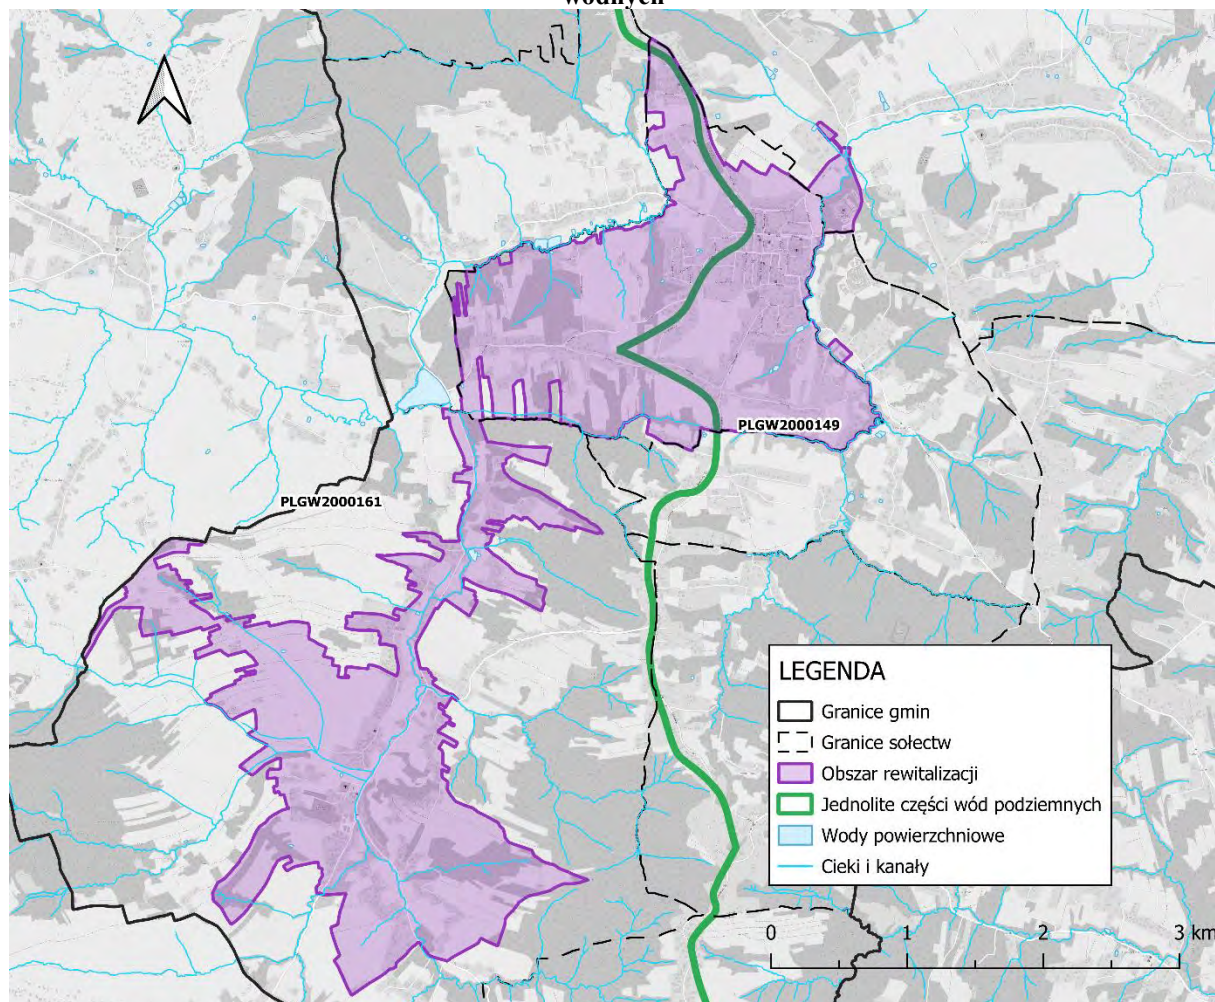 wodnych
PLGW2000149
PLGW2000161
LEGENDA
Granice gmin
Granice sołectw
Obszar rewitalizacji
Jednolite części wód podziemnych
Wody powierzchniowe
Cieki i kanały
0 1 2 3 km